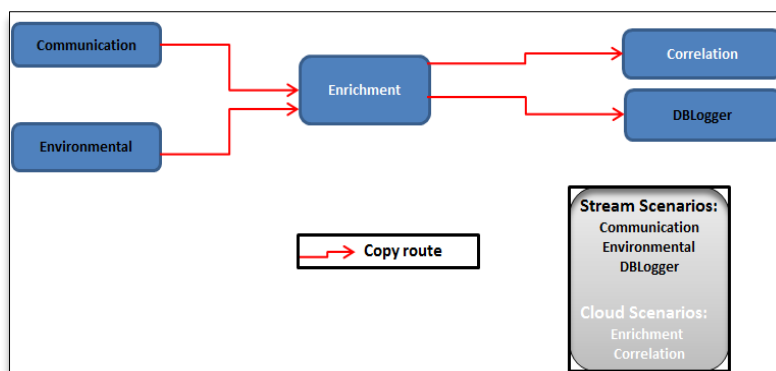 Communication
Correlation
Enrichment
DBLogger
Environmental
Stream Scenarios:
Communication
Environmental
DBLogger
Copy route
Cloud Scenarios:
Enrichment
Correlation